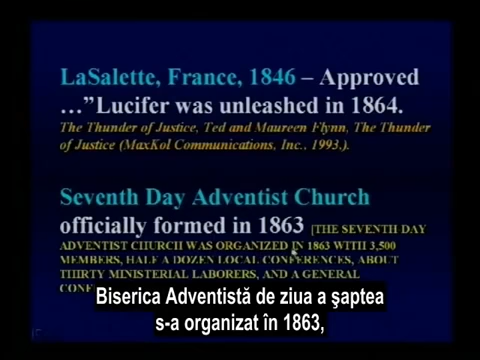 LaSalette, France, 1846 – Approved
…”Lucifer was unleashed in 1864.
The Thunder of Justice, Ted and Maureen Flynn, The Thunder
of Justice (MaxKol Communications, Inc., 1993.).
Seventh Day Adventist Church
officially formed in 1863 [THE SEVENTH DAY
ADVENTIST CHURCH WAS ORGANIZED IN 1863 WITH 3,500
MEMBERS, HALF A DOZEN LOCAL CONFERENCES, ABOUT
THIRTY MINISTERIAL LABORERS, AND A GENERAL
Biserica Adventistă de ziua a şaptea
s-a organizat în 1863,